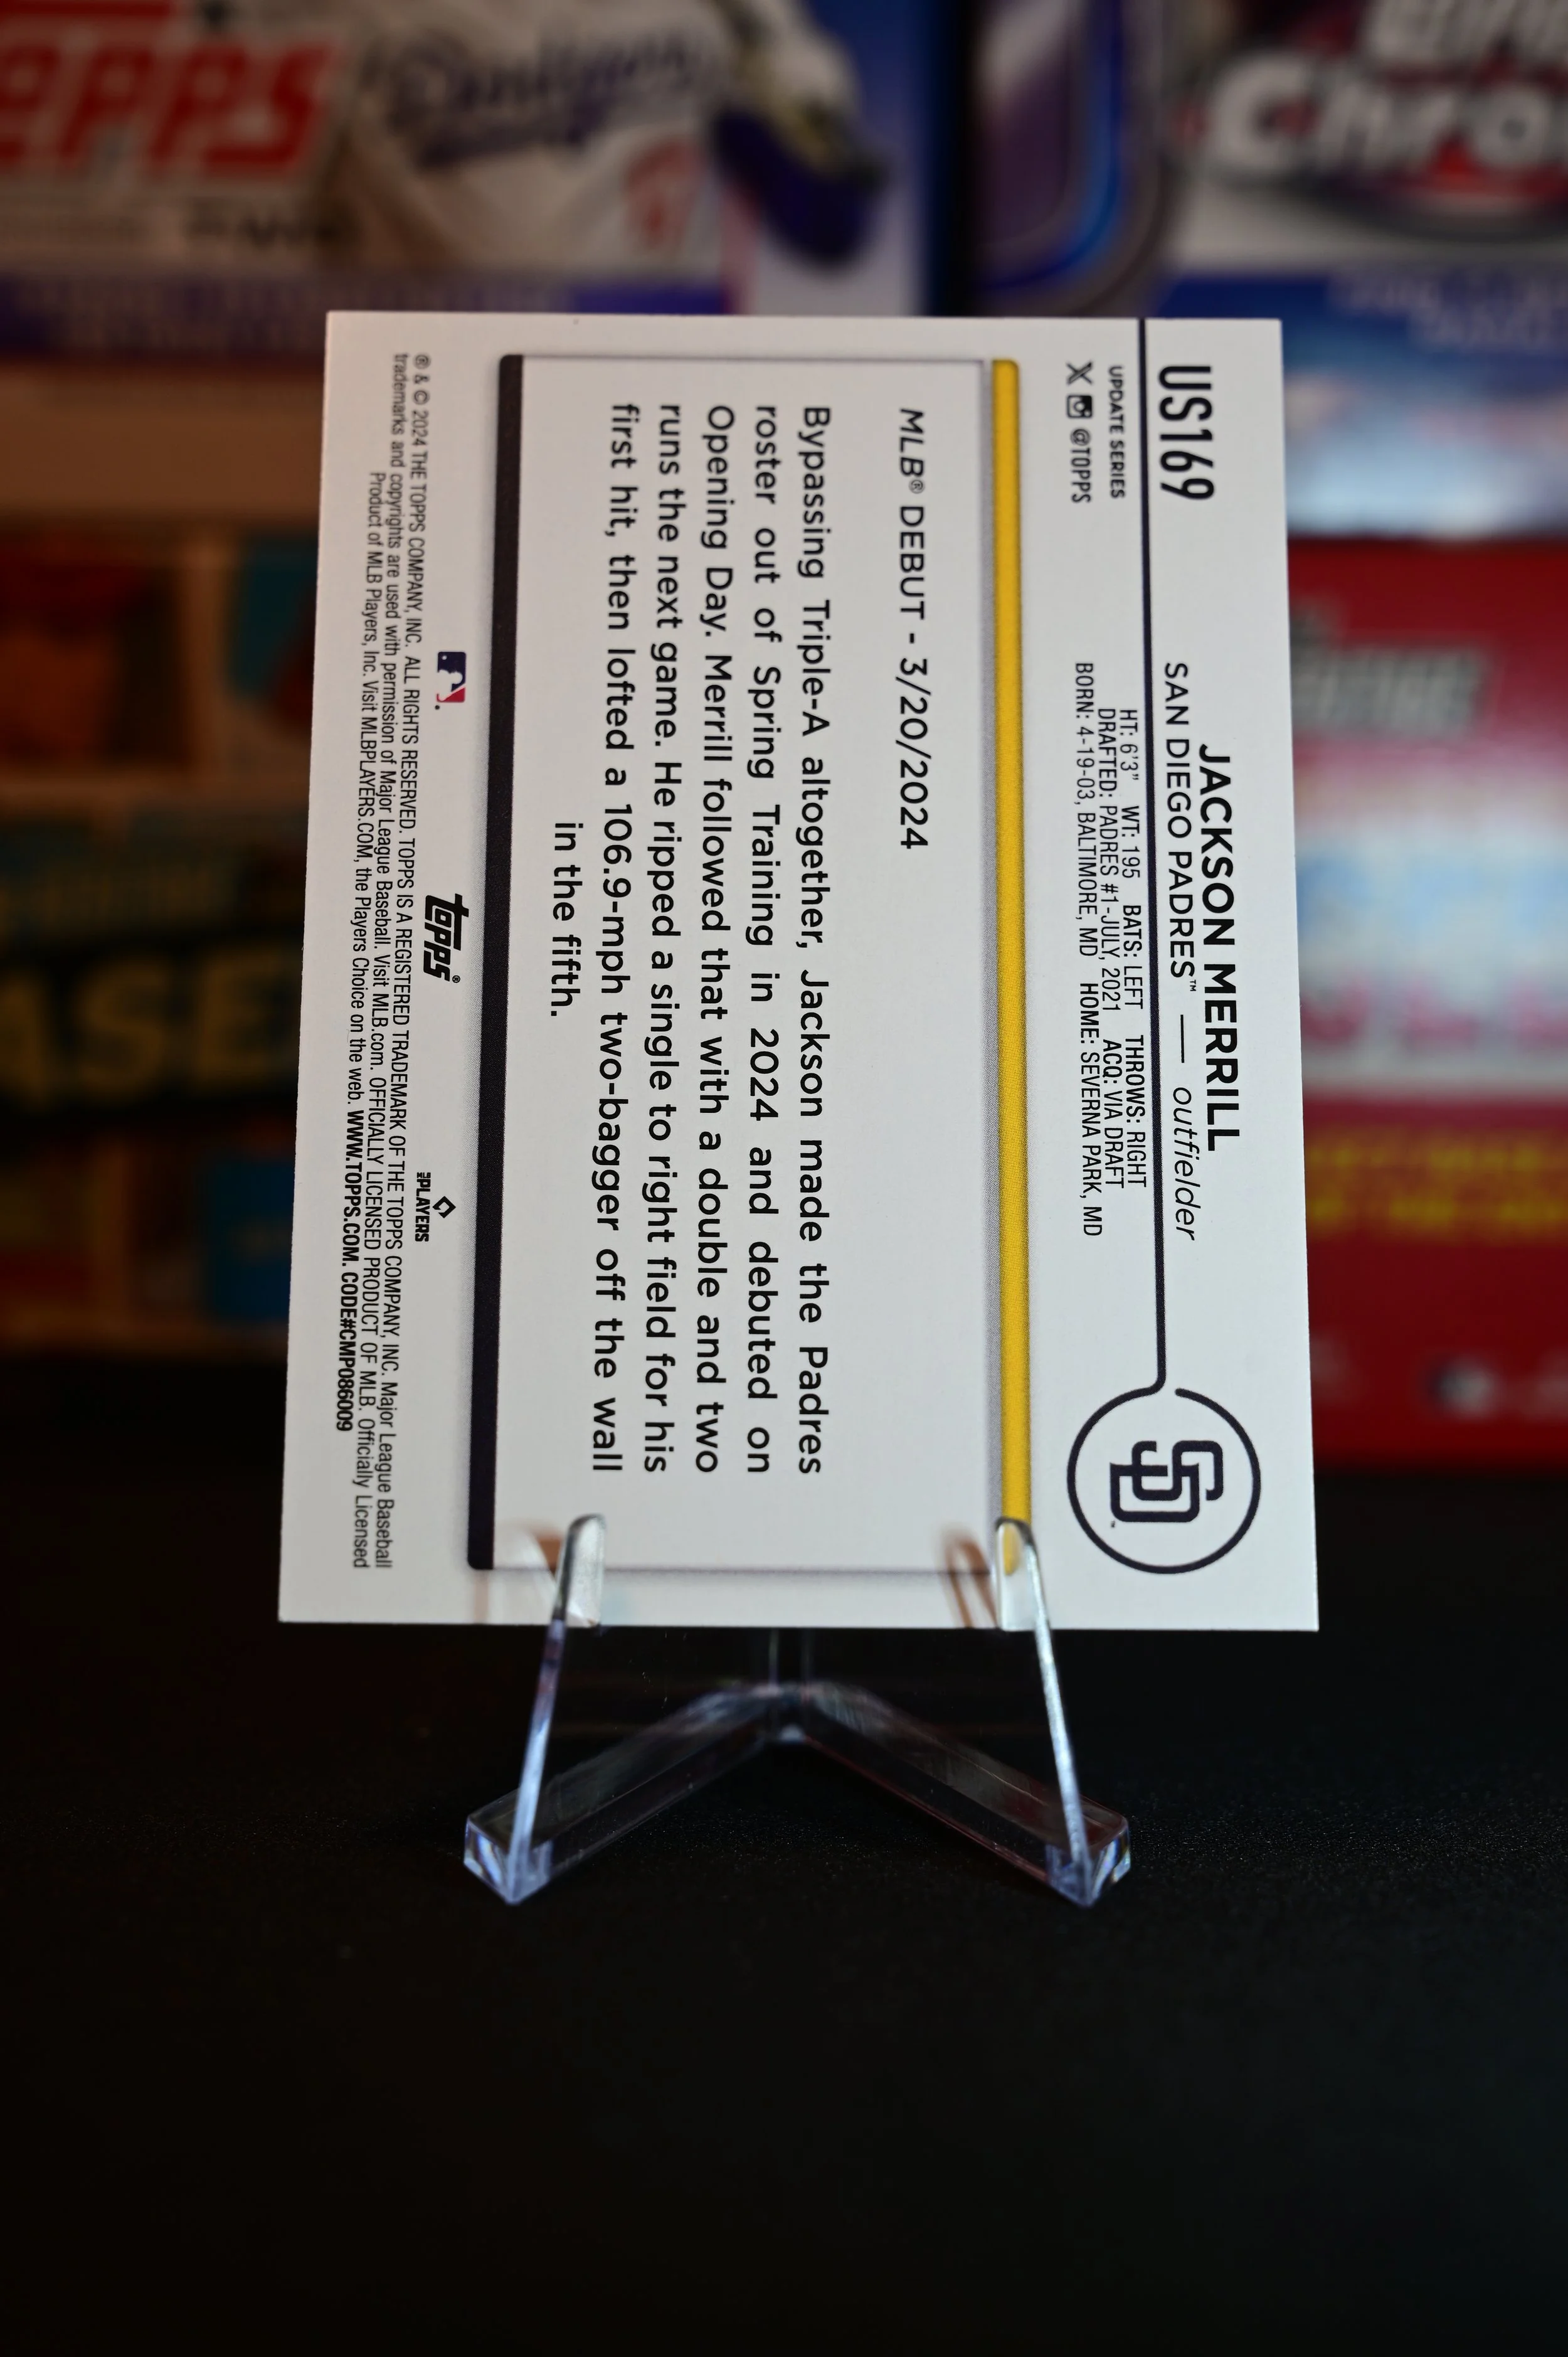 US169
JACKSON MERRILL
SAN DIEGO PADRES™ — outfielder
SD™
UPDATE SERIES
X @TOPPS
HT: 6'3" WT: 195 BATS: LEFT THROWS: RIGHT
DRAFTED: PADRES #1-JULY, 2021 ACQ: VIA DRAFT
BORN: 4-19-03, BALTIMORE, MD HOME: SEVERNA PARK, MD
MLB® DEBUT - 3/20/2024
Bypassing Triple-A altogether, Jackson made the Padres
roster out of Spring Training in 2024 and debuted on
Opening Day. Merrill followed that with a double and two
runs the next game. He ripped a single to right field for his
first hit, then lofted a 106.9-mph two-bagger off the wall
in the fifth.
topps®
PLAYERS
® & © 2024 THE TOPPS COMPANY, INC. ALL RIGHTS RESERVED. TOPPS IS A REGISTERED TRADEMARK OF THE TOPPS COMPANY, INC. Major League Baseball
trademarks and copyrights are used with permission of Major League Baseball. Visit MLB.com. OFFICIALLY LICENSED PRODUCT OF MLB. Officially Licensed
Product of MLB Players, Inc. Visit MLBPLAYERS.COM, the Players Choice on the web. WWW.TOPPS.COM. CODE#CMP086009